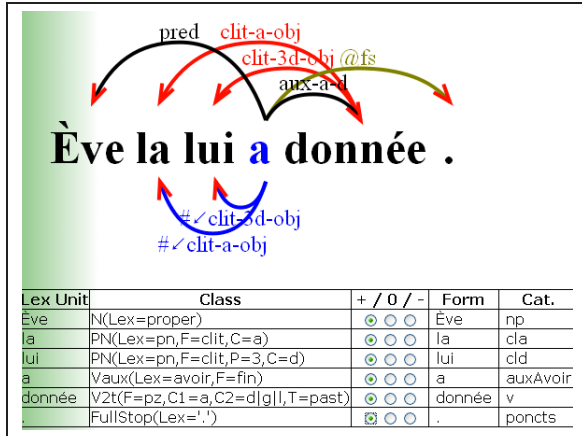 pred clit-a-obj
clit-3d-obj @fs
aux-a-d
Ève la lui a donnée .
#✓clit-3d-obj
#✓clit-a-obj
Lex Unit Class + / 0 / - Form Cat.
Ève N(Lex=proper) Ève np
la PN(Lex=pn,F=clit,C=a) la cla
lui PN(Lex=pn,F=clit,P=3,C=d) lui cld
a Vaux(Lex=avoir,F=fin) a auxAvoir
donnée V2t(F=pz,C1=a,C2=d|g|l,T=past) donnée v
. FullStop(Lex='.') . poncts